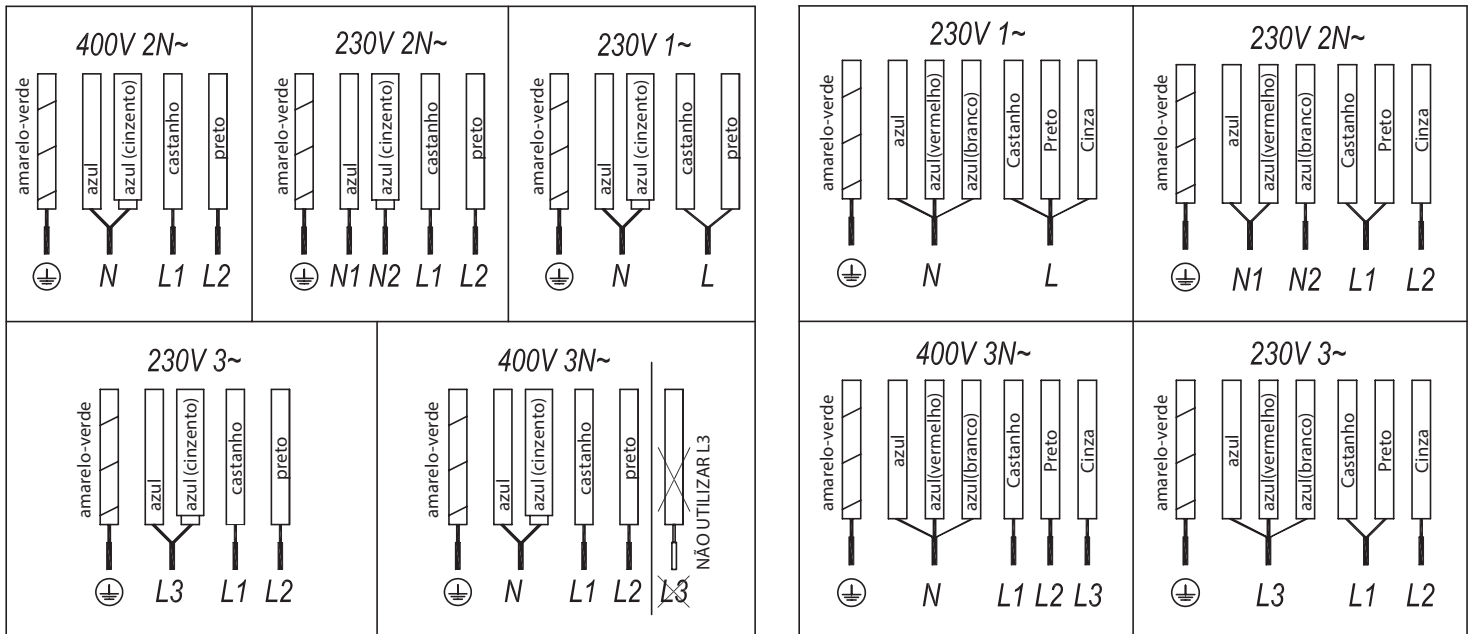 400V 2N~
amarelo-verde
azul
azul (cinzento)
castanho
preto
N
L1
L2
230V 2N~
amarelo-verde
azul
azul (cinzento)
castanho
preto
N1
N2
L1
L2
230V 1~
amarelo-verde
azul
azul (cinzento)
castanho
preto
N
L
230V 3~
amarelo-verde
azul
azul (cinzento)
castanho
preto
L3
L1
L2
400V 3N~
amarelo-verde
azul
azul (cinzento)
castanho
preto
NÃO UTILIZAR L3
N
L1
L2
L3
230V 1~
amarelo-verde
azul
azul(vermelho)
azul(branco)
Castanho
Preto
Cinza
N
L
230V 2N~
amarelo-verde
azul
azul(vermelho)
azul(branco)
Castanho
Preto
Cinza
N1
N2
L1
L2
400V 3N~
amarelo-verde
azul
azul(vermelho)
azul(branco)
Castanho
Preto
Cinza
N
L1
L2
L3
230V 3~
amarelo-verde
azul
azul(vermelho)
azul(branco)
Castanho
Preto
Cinza
L3
L1
L2